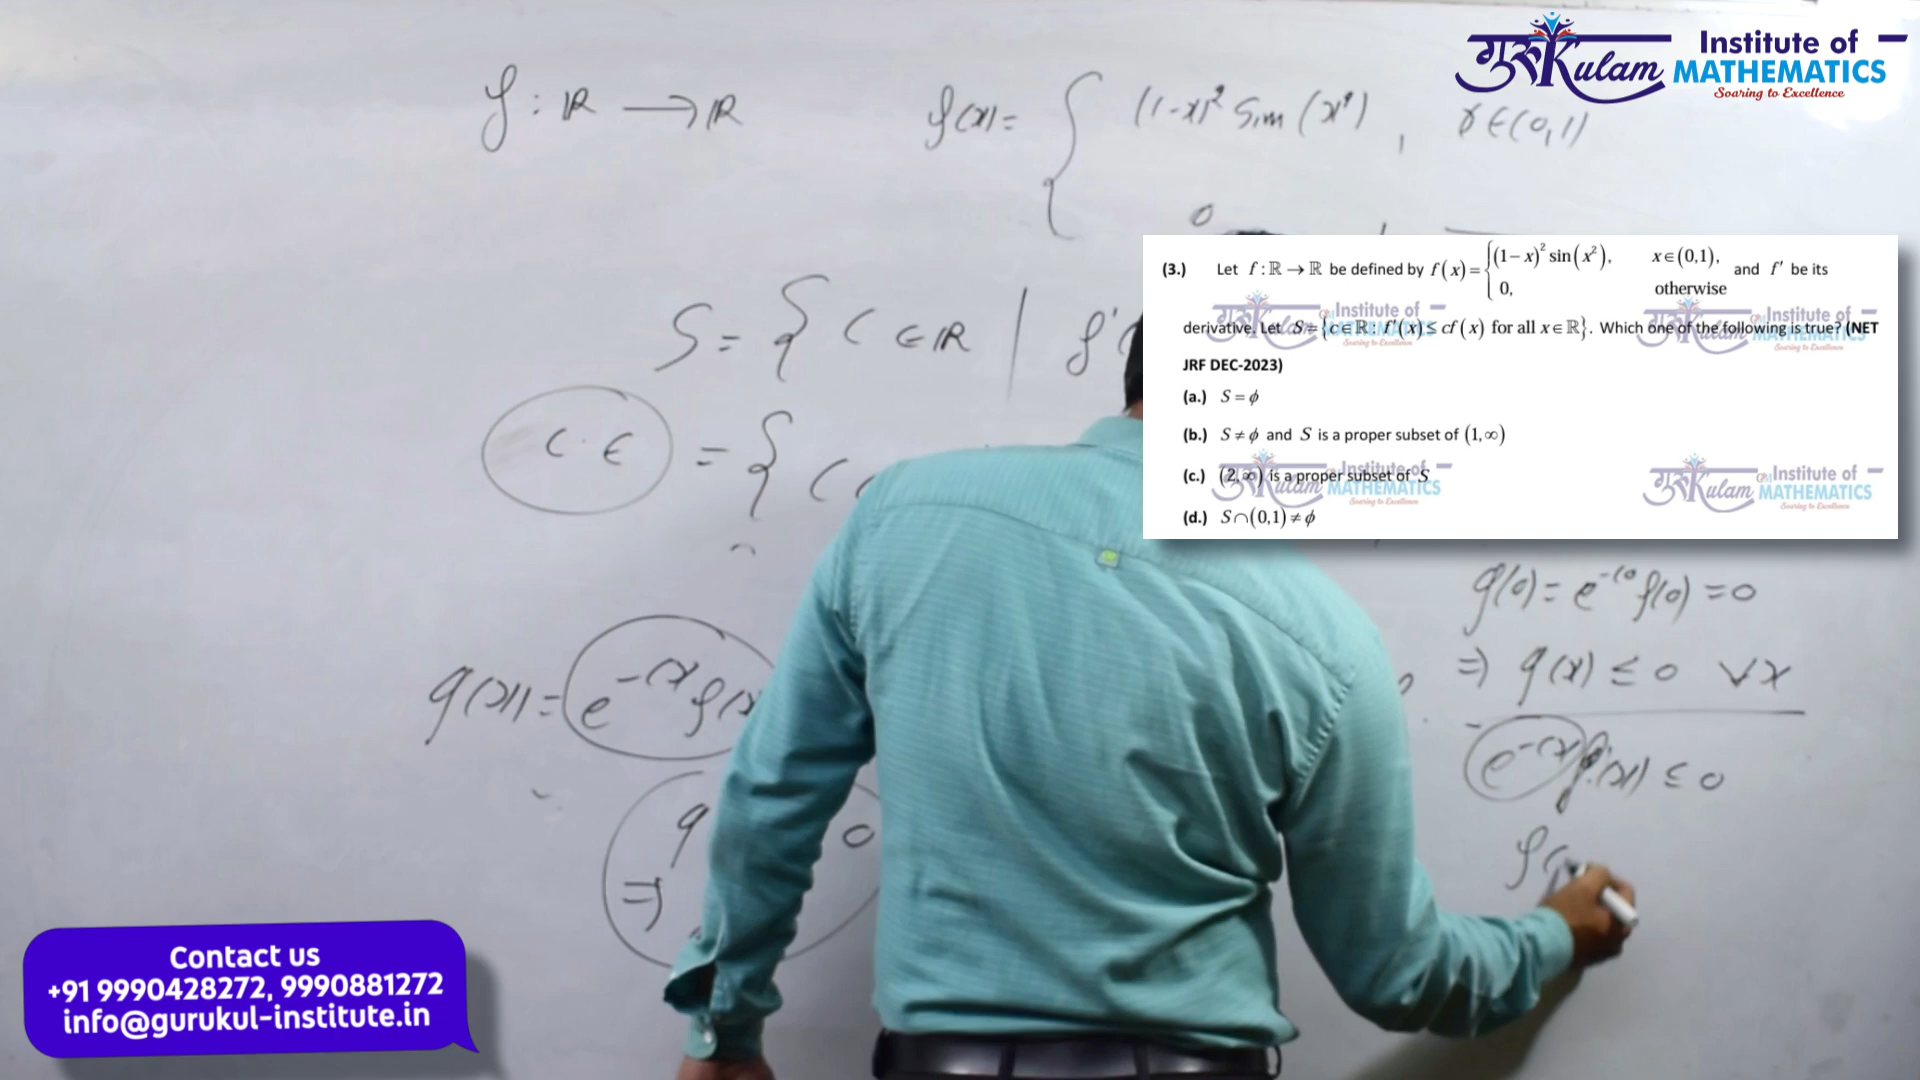 गुरुKulam Institute of MATHEMATICS
Soaring to Excellence
f : ℝ → ℝ f(x) = { (1-x)² Sin (x²) , x ∈ (0,1)
0
S = { C ∈ ℝ | f'(
C·E = { C
g(x) = e^{-cx} f(x
g 0
⇒
g(0) = e^{-c0} f(0) = 0
⇒ g(x) ≤ 0 ∀x
e^{-cx} f(x) ≤ 0
f(
(3.) Let f : ℝ → ℝ be defined by f(x) = { (1-x)² sin(x²), x ∈ (0,1), and f' be its
0, otherwise
derivative. Let S = {c ∈ ℝ : f'(x) ≤ cf(x) for all x ∈ ℝ}. Which one of the following is true? (NET
JRF DEC-2023)
(a.) S = ϕ
(b.) S ≠ ϕ and S is a proper subset of (1,∞)
(c.) (2,∞) is a proper subset of S
(d.) S∩(0,1) ≠ ϕ
Contact us
+91 9990428272, 9990881272
info@gurukul-institute.in